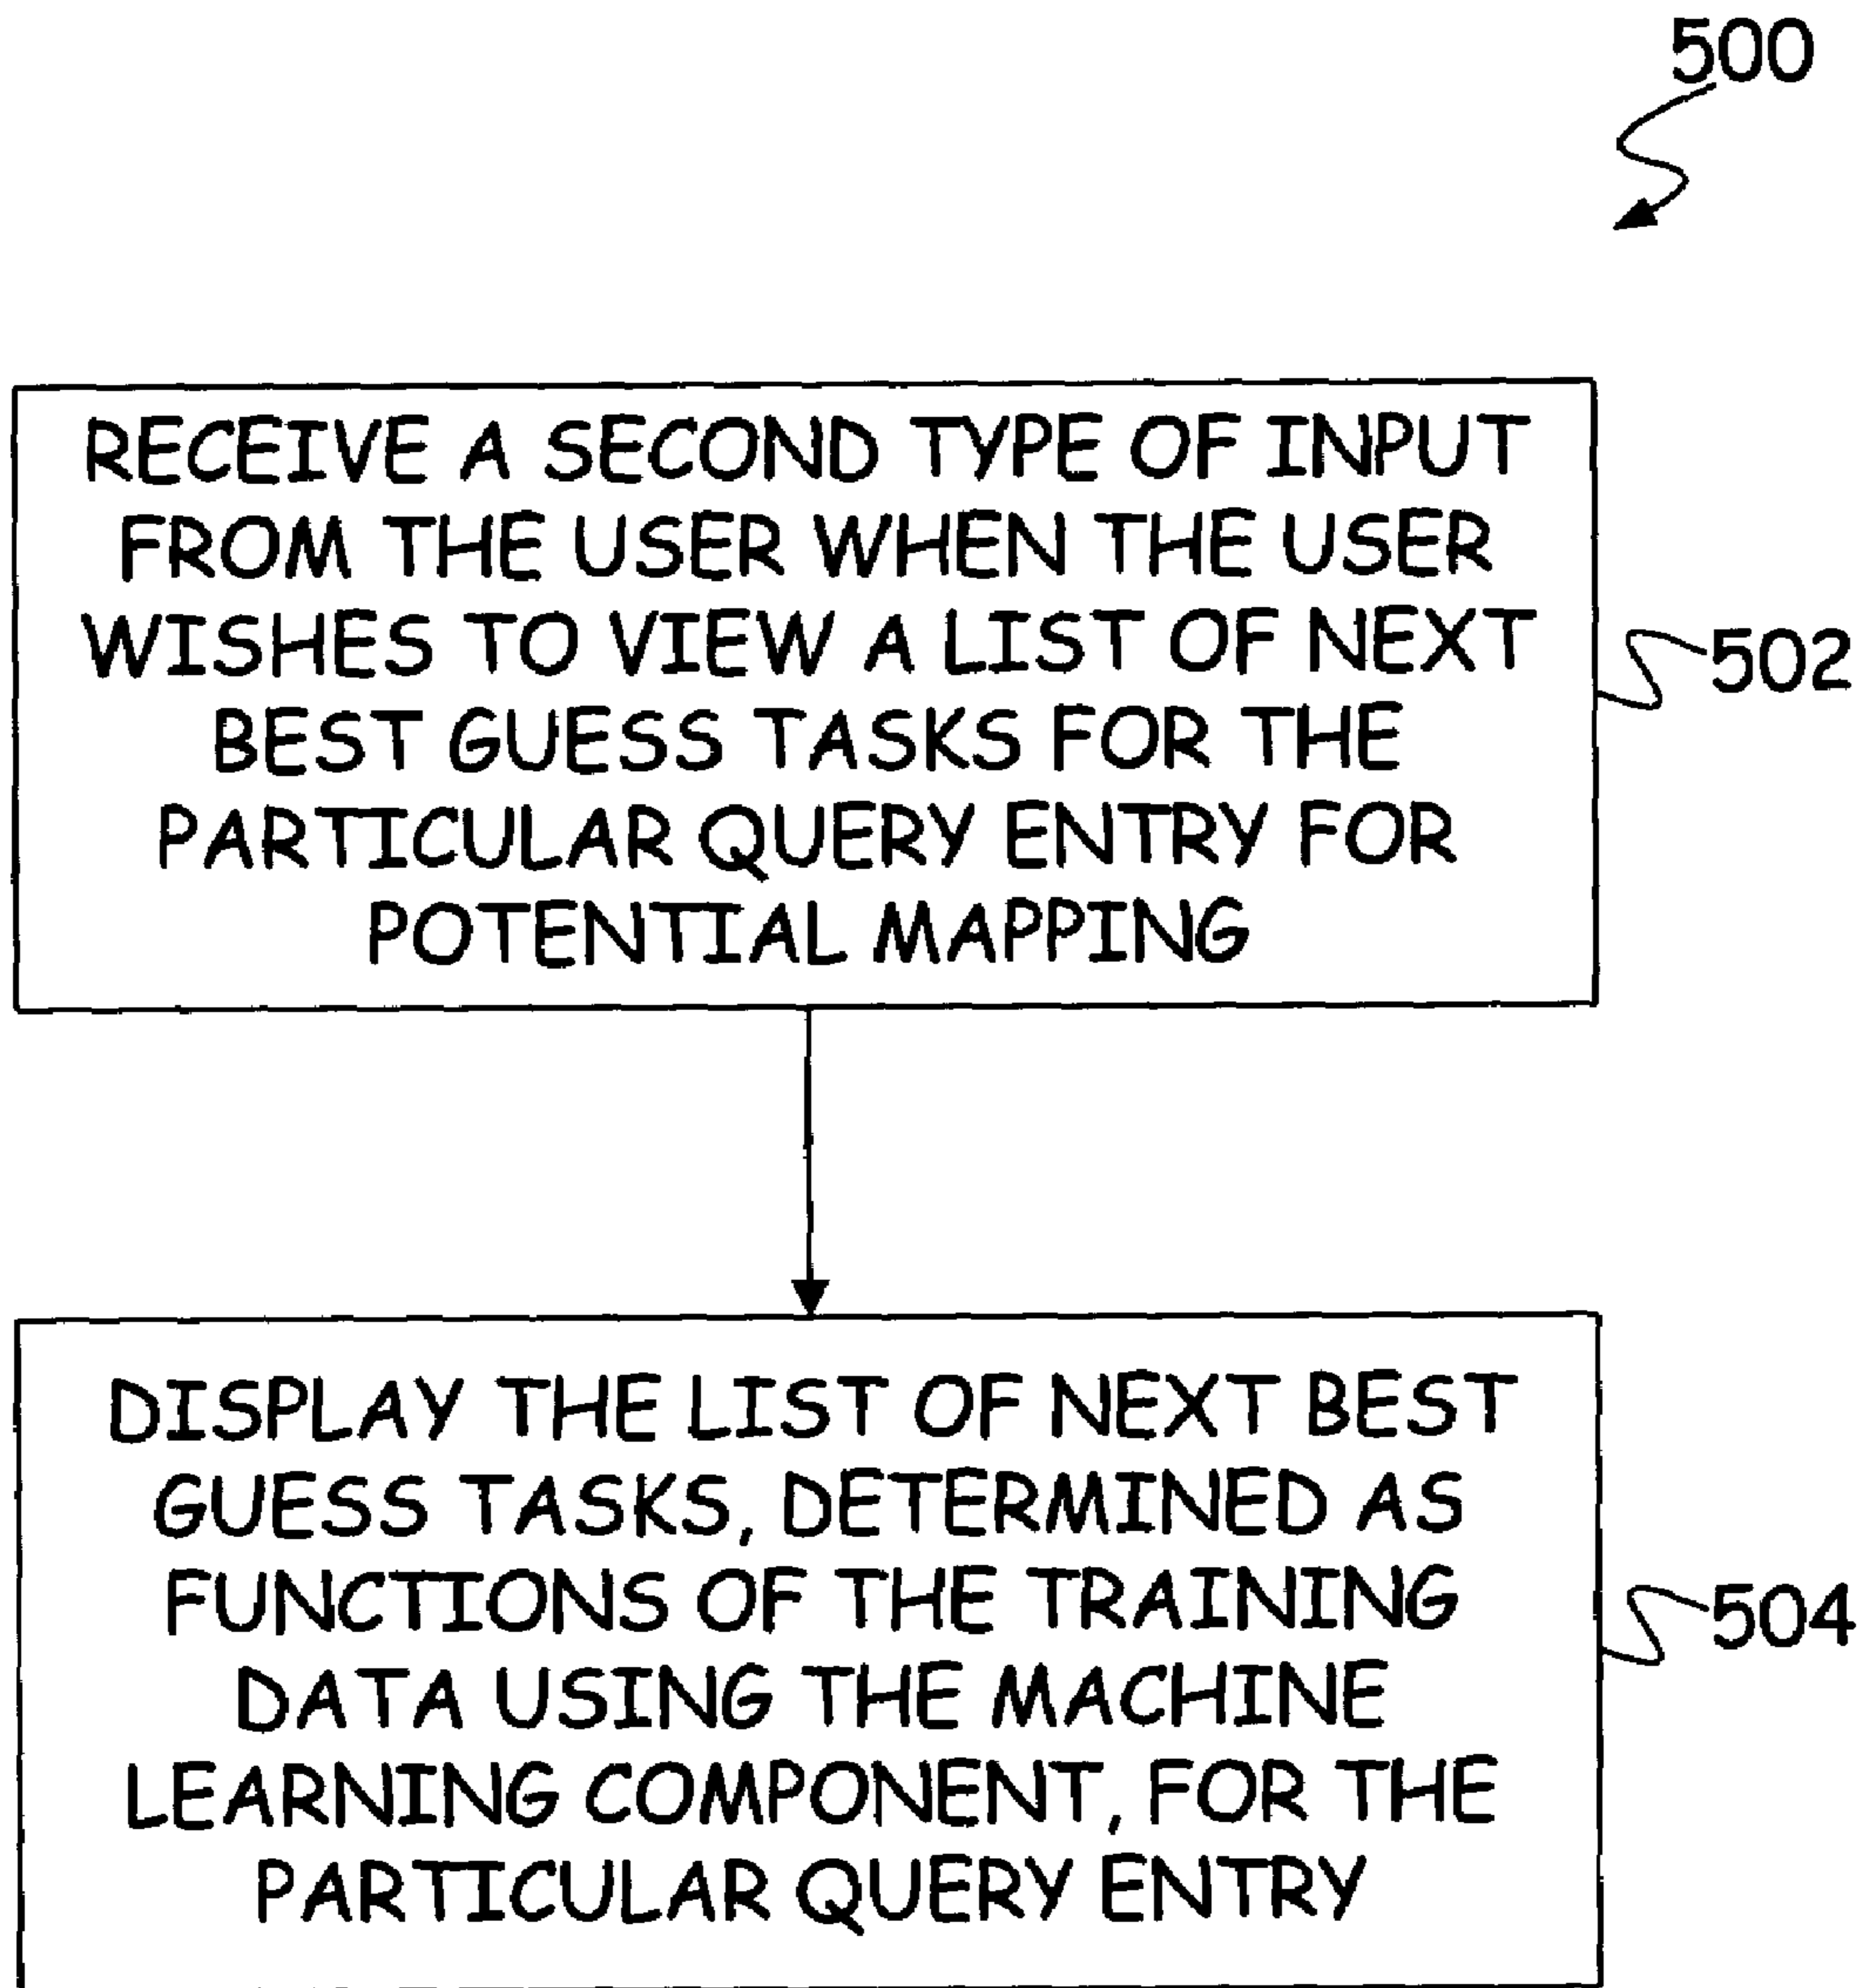 500
RECEIVE A SECOND TYPE OF INPUT
FROM THE USER WHEN THE USER
WISHES TO VIEW A LIST OF NEXT
BEST GUESS TASKS FOR THE
PARTICULAR QUERY ENTRY FOR
POTENTIAL MAPPING
502
DISPLAY THE LIST OF NEXT BEST
GUESS TASKS, DETERMINED AS
FUNCTIONS OF THE TRAINING
DATA USING THE MACHINE
LEARNING COMPONENT, FOR THE
PARTICULAR QUERY ENTRY
504